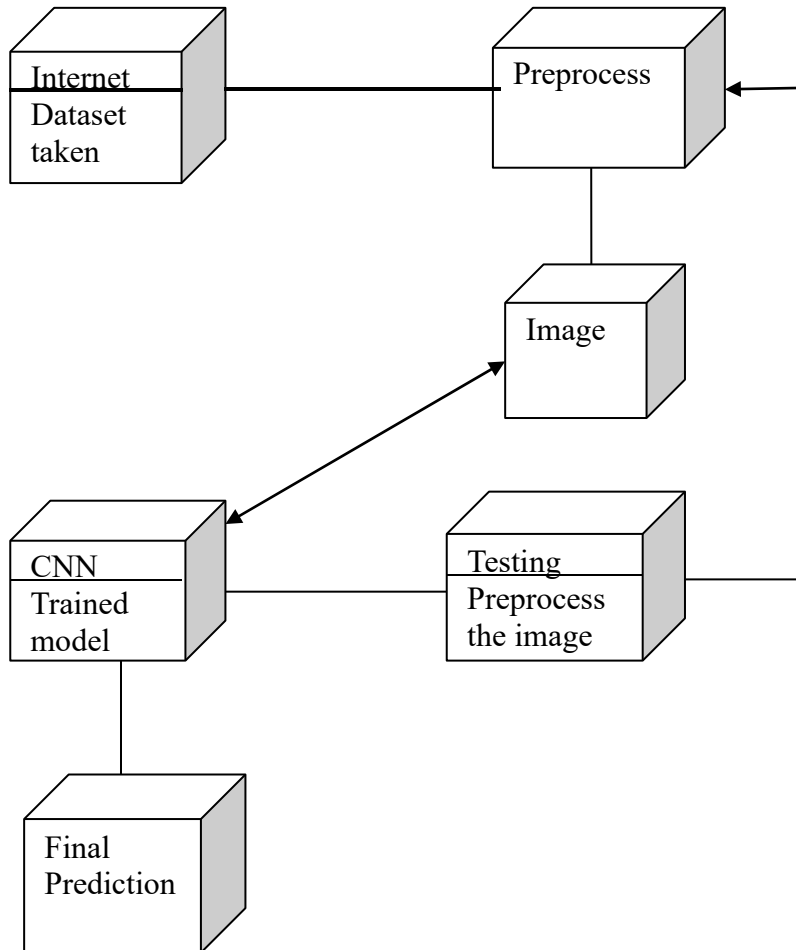 Internet
Dataset
taken
Preprocess
Image
CNN
Trained
model
Testing
Preprocess
the image
Final
Prediction